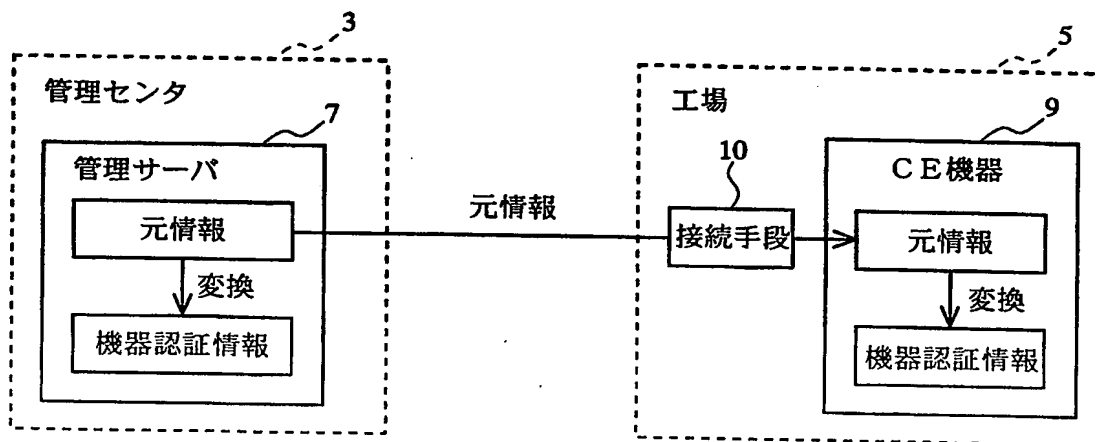 3
管理センタ
7
管理サーバ
元情報
変換
機器認証情報
元情報
5
工場
10
接続手段
9
CE機器
元情報
変換
機器認証情報